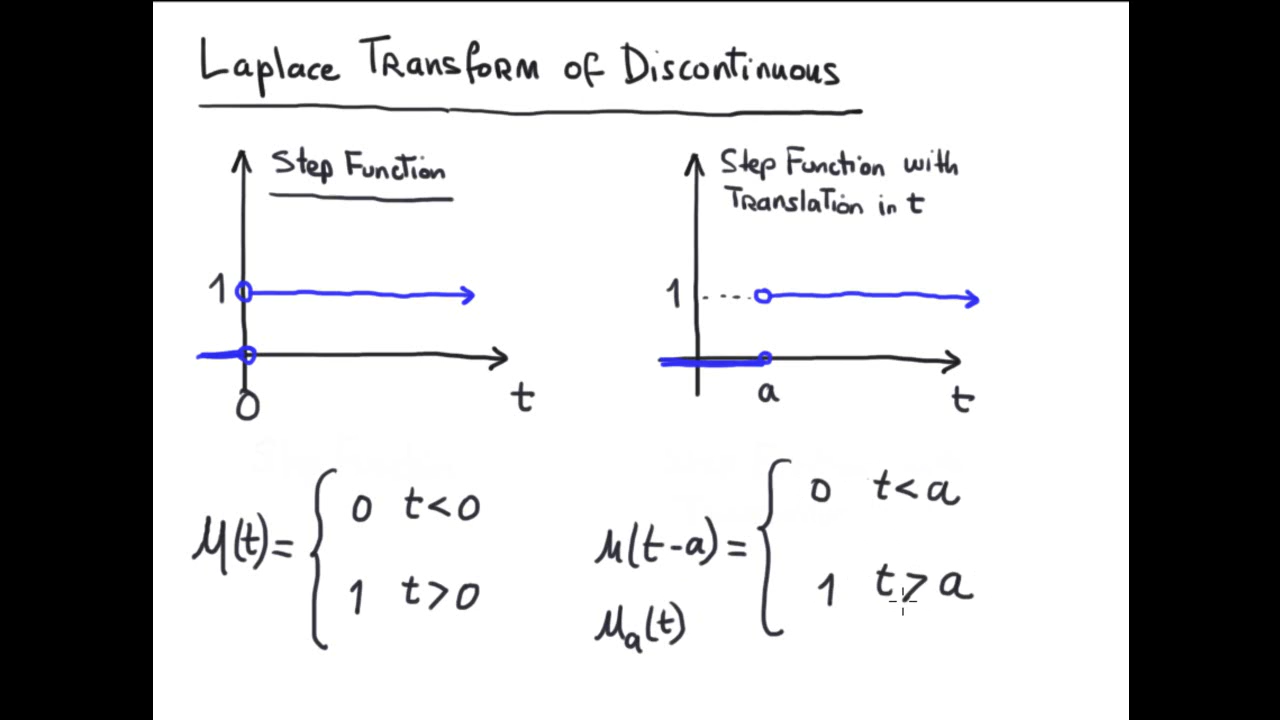 Laplace Transform of Discontinuous
Step Function
1
0
t
Step Function with
Translation in t
1
a
t
μ(t) = { 0 t<0
1 t>0
μ(t-a) = { 0 t<a
1 t>a
μₐ(t)